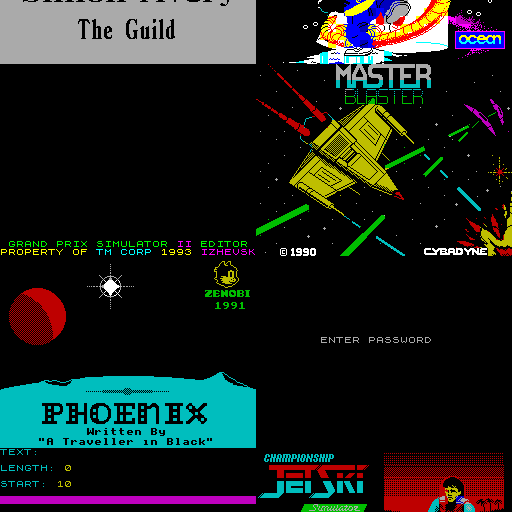 The Guild
ocean
MASTER
BLASTER
GRAND PRIX SIMULATOR II EDITOR
PROPERTY OF TM CORP 1993 IZHEVSK
© 1990
CYBADYNE
ZENOBI
1991
ENTER PASSWORD
PHOENIX
Written By
"A Traveller in Black"
TEXT:
LENGTH: 0
START: 10
CHAMPIONSHIP
JETSKI
Simulator